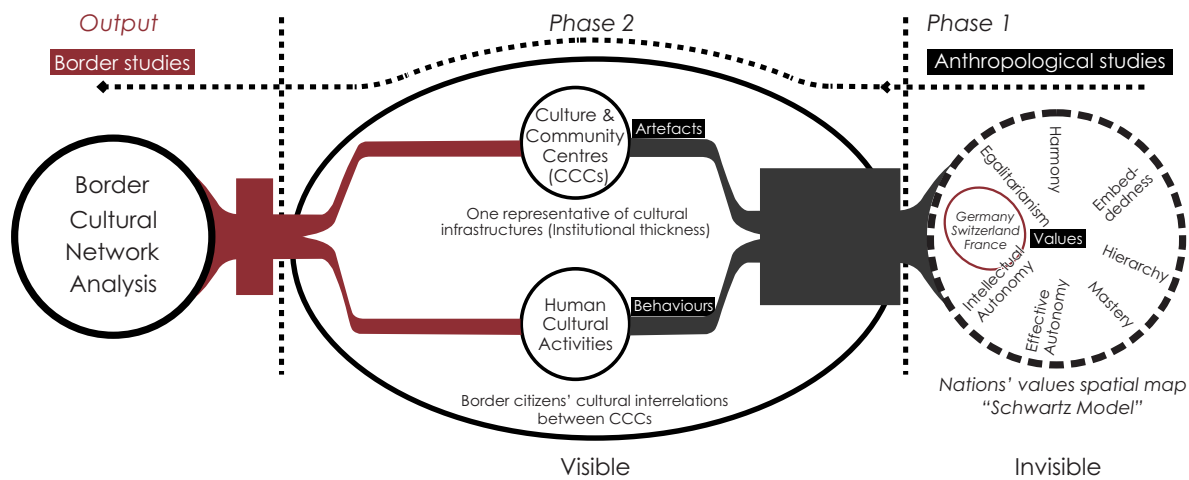 Output
Phase 2
Phase 1
Border studies
Anthropological studies
Border
Cultural
Network
Analysis
Culture &
Community
Centres
(CCCs)
Artefacts
One representative of cultural
infrastructures (Institutional thickness)
Human
Cultural
Activities
Behaviours
Border citizens' cultural interrelations
between CCCs
Visible
Harmony
Egalitarianism
Embed-
dedness
Germany
Switzerland
France
Values
Hierarchy
Intellectual
Autonomy
Effective
Autonomy
Mastery
Nations' values spatial map
“Schwartz Model”
Invisible